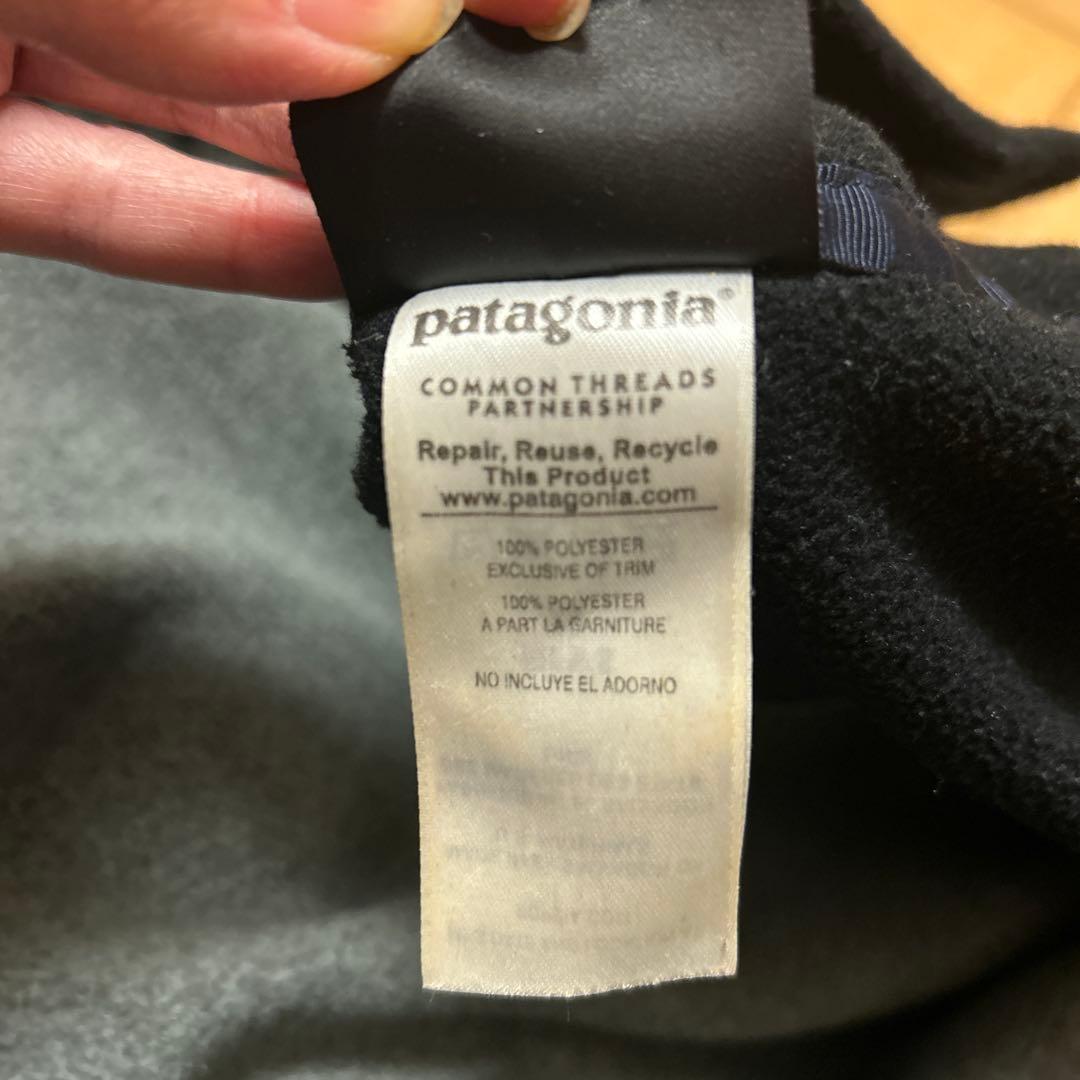 patagonia®
COMMON THREADS
PARTNERSHIP
Repair, Reuse, Recycle
This Product
www.patagonia.com
100% POLYESTER
EXCLUSIVE OF TRIM
100% POLYESTER
A PART LA GARNITURE
NO INCLUYE EL ADORNO